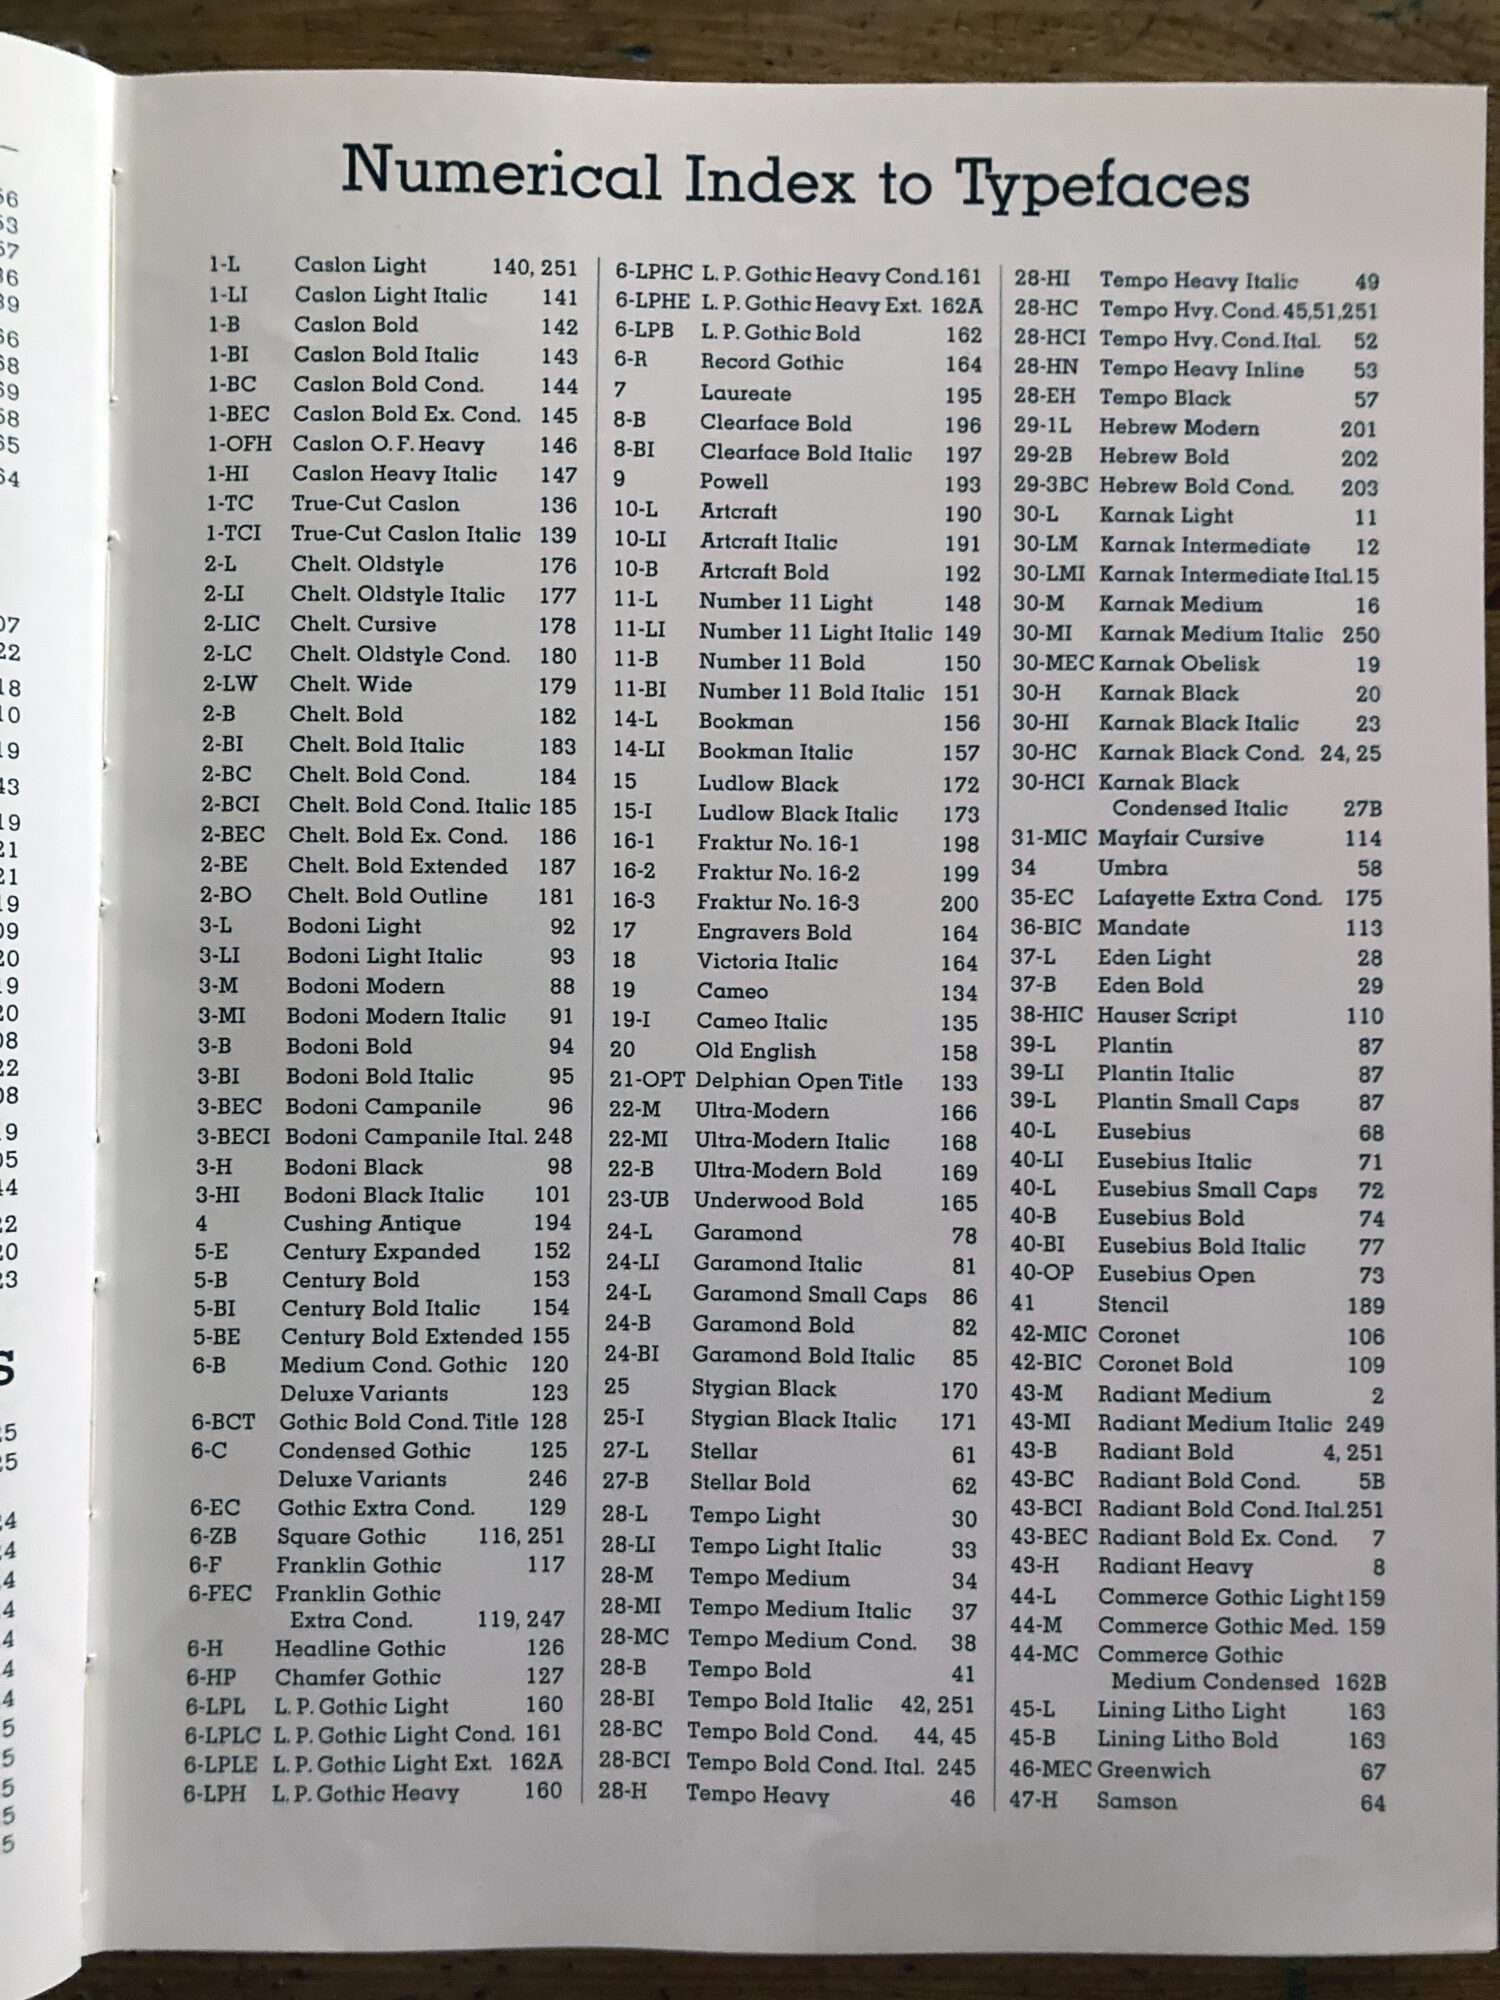 Numerical Index to Typefaces
1-L Caslon Light 140, 251
1-LI Caslon Light Italic 141
1-B Caslon Bold 142
1-BI Caslon Bold Italic 143
1-BC Caslon Bold Cond. 144
1-BEC Caslon Bold Ex. Cond. 145
1-OFH Caslon O. F. Heavy 146
1-HI Caslon Heavy Italic 147
1-TC True-Cut Caslon 136
1-TCI True-Cut Caslon Italic 139
2-L Chelt. Oldstyle 176
2-LI Chelt. Oldstyle Italic 177
2-LIC Chelt. Cursive 178
2-LC Chelt. Oldstyle Cond. 180
2-LW Chelt. Wide 179
2-B Chelt. Bold 182
2-BI Chelt. Bold Italic 183
2-BC Chelt. Bold Cond. 184
2-BCI Chelt. Bold Cond. Italic 185
2-BEC Chelt. Bold Ex. Cond. 186
2-BE Chelt. Bold Extended 187
2-BO Chelt. Bold Outline 181
3-L Bodoni Light 92
3-LI Bodoni Light Italic 93
3-M Bodoni Modern 88
3-MI Bodoni Modern Italic 91
3-B Bodoni Bold 94
3-BI Bodoni Bold Italic 95
3-BEC Bodoni Campanile 96
3-BECI Bodoni Campanile Ital. 248
3-H Bodoni Black 98
3-HI Bodoni Black Italic 101
4 Cushing Antique 194
5-E Century Expanded 152
5-B Century Bold 153
5-BI Century Bold Italic 154
5-BE Century Bold Extended 155
6-B Medium Cond. Gothic 120
Deluxe Variants 123
6-BCT Gothic Bold Cond. Title 128
6-C Condensed Gothic 125
Deluxe Variants 246
6-EC Gothic Extra Cond. 129
6-ZB Square Gothic 116, 251
6-F Franklin Gothic 117
6-FEC Franklin Gothic
Extra Cond. 119, 247
6-H Headline Gothic 126
6-HP Chamfer Gothic 127
6-LPL L. P. Gothic Light 160
6-LPLC L. P. Gothic Light Cond. 161
6-LPLE L. P. Gothic Light Ext. 162A
6-LPH L. P. Gothic Heavy 160
6-LPHC L. P. Gothic Heavy Cond. 161
6-LPHE L. P. Gothic Heavy Ext. 162A
6-LPB L. P. Gothic Bold 162
6-R Record Gothic 164
7 Laureate 195
8-B Clearface Bold 196
8-BI Clearface Bold Italic 197
9 Powell 193
10-L Artcraft 190
10-LI Artcraft Italic 191
10-B Artcraft Bold 192
11-L Number 11 Light 148
11-LI Number 11 Light Italic 149
11-B Number 11 Bold 150
11-BI Number 11 Bold Italic 151
14-L Bookman 156
14-LI Bookman Italic 157
15 Ludlow Black 172
15-I Ludlow Black Italic 173
16-1 Fraktur No. 16-1 198
16-2 Fraktur No. 16-2 199
16-3 Fraktur No. 16-3 200
17 Engravers Bold 164
18 Victoria Italic 164
19 Cameo 134
19-I Cameo Italic 135
20 Old English 158
21-OPT Delphian Open Title 133
22-M Ultra-Modern 166
22-MI Ultra-Modern Italic 168
22-B Ultra-Modern Bold 169
23-UB Underwood Bold 165
24-L Garamond 78
24-LI Garamond Italic 81
24-L Garamond Small Caps 86
24-B Garamond Bold 82
24-BI Garamond Bold Italic 85
25 Stygian Black 170
25-I Stygian Black Italic 171
27-L Stellar 61
27-B Stellar Bold 62
28-L Tempo Light 30
28-LI Tempo Light Italic 33
28-M Tempo Medium 34
28-MI Tempo Medium Italic 37
28-MC Tempo Medium Cond. 38
28-B Tempo Bold 41
28-BI Tempo Bold Italic 42, 251
28-BC Tempo Bold Cond. 44, 45
28-BCI Tempo Bold Cond. Ital. 245
28-H Tempo Heavy 46
28-HI Tempo Heavy Italic 49
28-HC Tempo Hvy. Cond. 45,51,251
28-HCI Tempo Hvy. Cond. Ital. 52
28-HN Tempo Heavy Inline 53
28-EH Tempo Black 57
29-1L Hebrew Modern 201
29-2B Hebrew Bold 202
29-3BC Hebrew Bold Cond. 203
30-L Karnak Light 11
30-LM Karnak Intermediate 12
30-LMI Karnak Intermediate Ital. 15
30-M Karnak Medium 16
30-MI Karnak Medium Italic 250
30-MEC Karnak Obelisk 19
30-H Karnak Black 20
30-HI Karnak Black Italic 23
30-HC Karnak Black Cond. 24, 25
30-HCI Karnak Black
Condensed Italic 27B
31-MIC Mayfair Cursive 114
34 Umbra 58
35-EC Lafayette Extra Cond. 175
36-BIC Mandate 113
37-L Eden Light 28
37-B Eden Bold 29
38-HIC Hauser Script 110
39-L Plantin 87
39-LI Plantin Italic 87
39-L Plantin Small Caps 87
40-L Eusebius 68
40-LI Eusebius Italic 71
40-L Eusebius Small Caps 72
40-B Eusebius Bold 74
40-BI Eusebius Bold Italic 77
40-OP Eusebius Open 73
41 Stencil 189
42-MIC Coronet 106
42-BIC Coronet Bold 109
43-M Radiant Medium 2
43-MI Radiant Medium Italic 249
43-B Radiant Bold 4, 251
43-BC Radiant Bold Cond. 5B
43-BCI Radiant Bold Cond. Ital. 251
43-BEC Radiant Bold Ex. Cond. 7
43-H Radiant Heavy 8
44-L Commerce Gothic Light 159
44-M Commerce Gothic Med. 159
44-MC Commerce Gothic
Medium Condensed 162B
45-L Lining Litho Light 163
45-B Lining Litho Bold 163
46-MEC Greenwich 67
47-H Samson 64